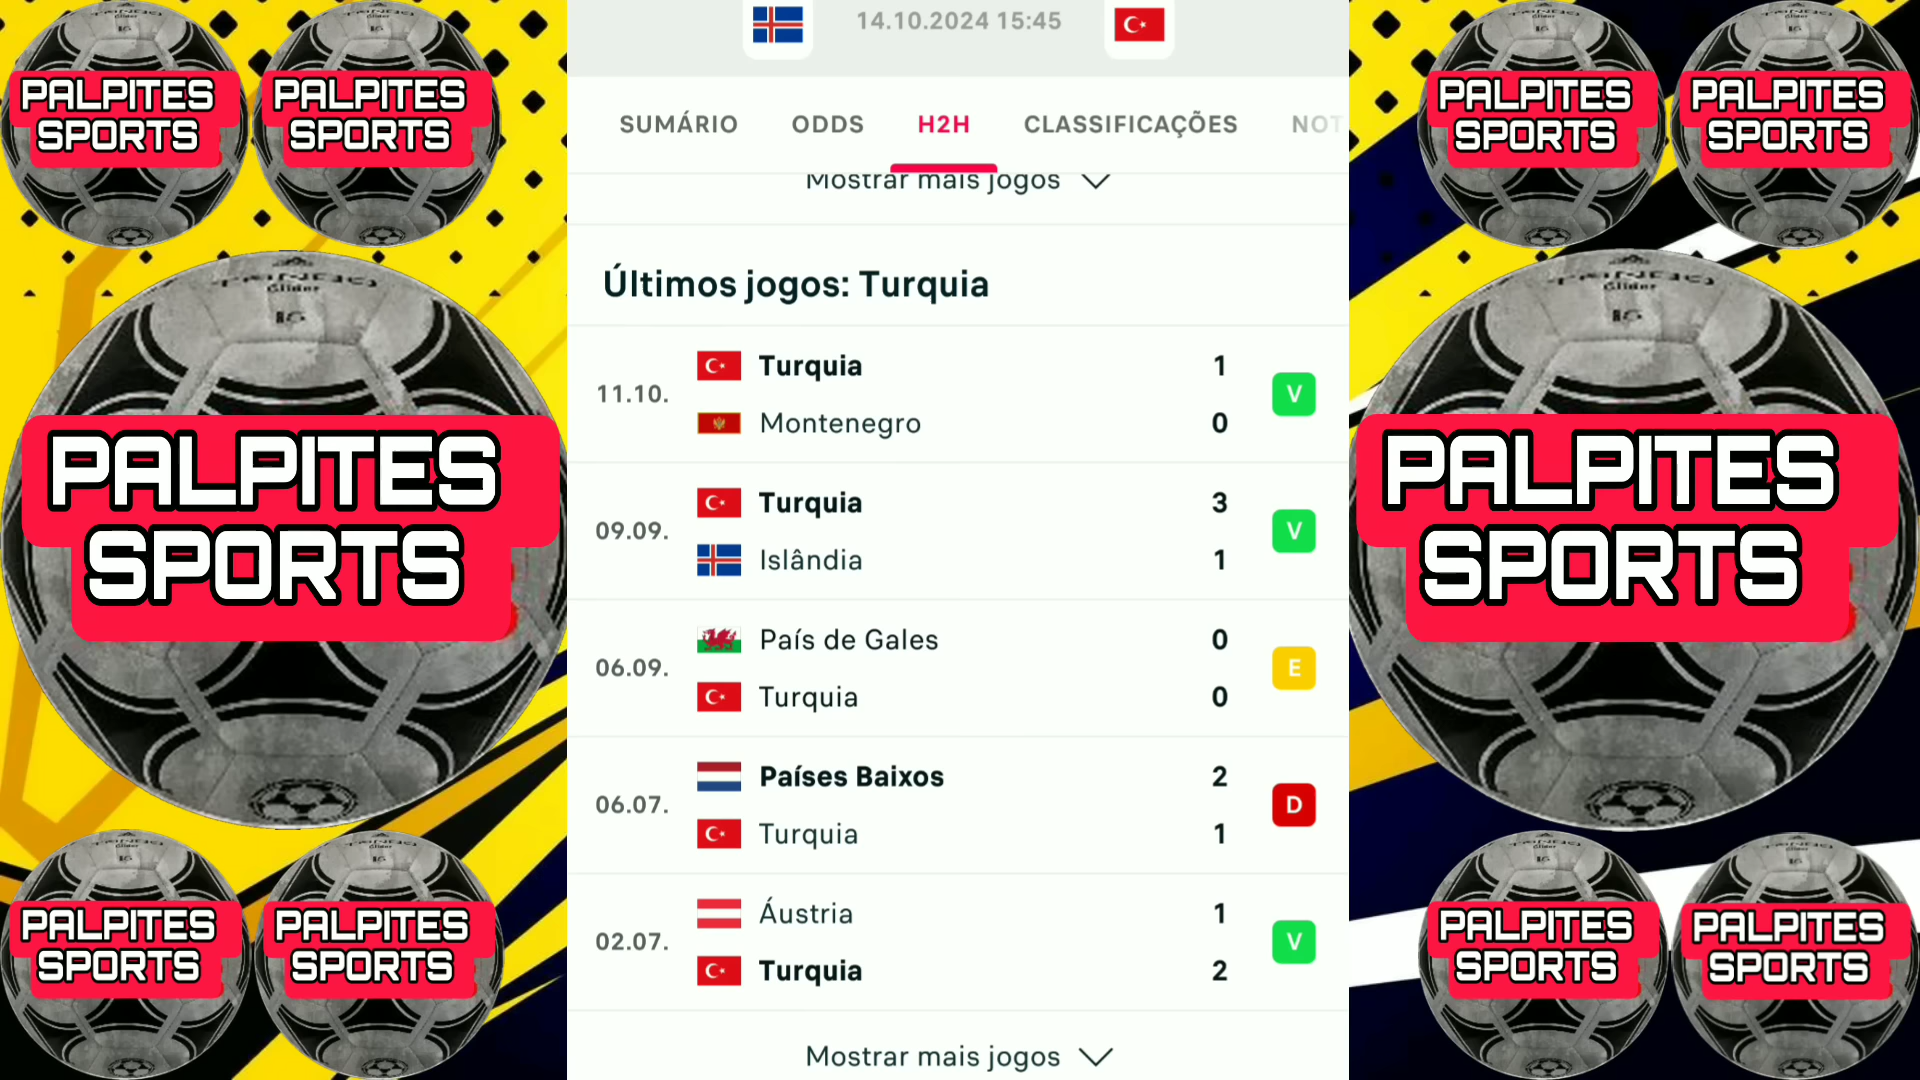 PALPITES
SPORTS
PALPITES
SPORTS
PALPITES
SPORTS
PALPITES
SPORTS
PALPITES
SPORTS
14.10.2024 15:45
SUMÁRIO ODDS H2H CLASSIFICAÇÕES NOT
Mostrar mais jogos
Últimos jogos: Turquia
11.10. Turquia 1 V
Montenegro 0
09.09. Turquia 3 V
Islândia 1
06.09. País de Gales 0 E
Turquia 0
06.07. Países Baixos 2 D
Turquia 1
02.07. Áustria 1 V
Turquia 2
Mostrar mais jogos
PALPITES
SPORTS
PALPITES
SPORTS
PALPITES
SPORTS
PALPITES
SPORTS
PALPITES
SPORTS